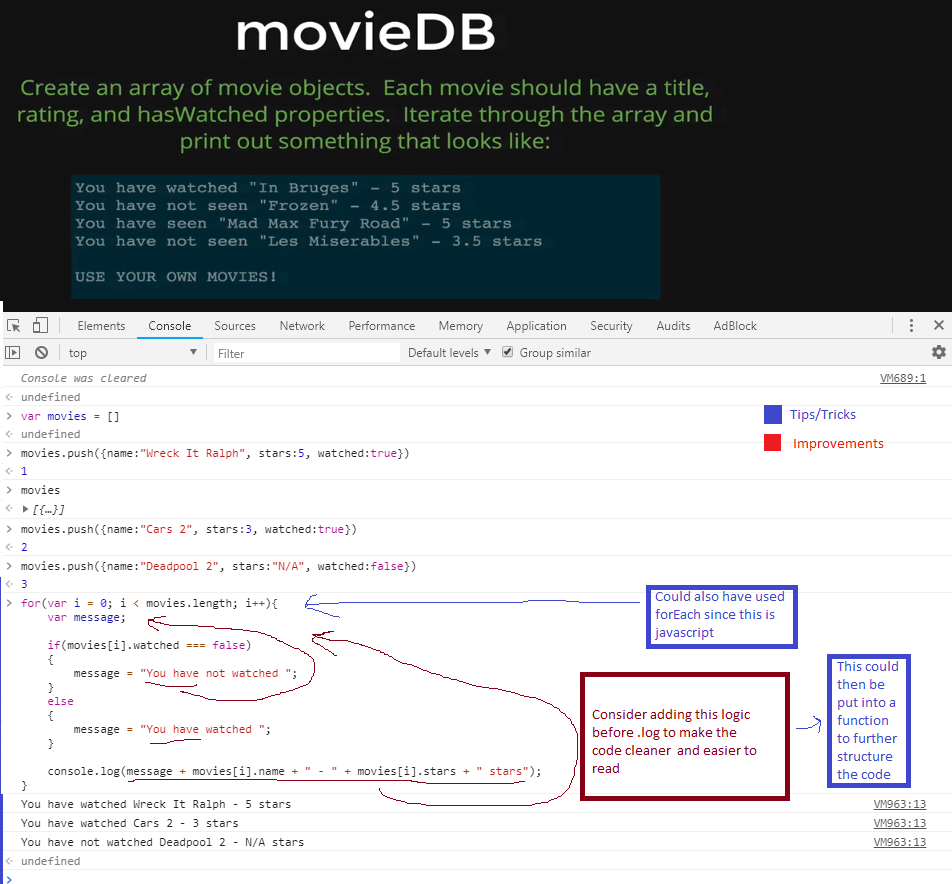 movieDB
Create an array of movie objects. Each movie should have a title,
rating, and hasWatched properties. Iterate through the array and
print out something that looks like:
You have watched "In Bruges" - 5 stars
You have not seen "Frozen" - 4.5 stars
You have seen "Mad Max Fury Road" - 5 stars
You have not seen "Les Miserables" - 3.5 stars
USE YOUR OWN MOVIES!
Elements Console Sources Network Performance Memory Application Security Audits AdBlock
top Filter Default levels Group similar
Console was cleared VM689:1
undefined
var movies = []
undefined
Tips/Tricks
Improvements
movies.push({name:"Wreck It Ralph", stars:5, watched:true})
1
movies
[{…}]
movies.push({name:"Cars 2", stars:3, watched:true})
2
movies.push({name:"Deadpool 2", stars:"N/A", watched:false})
3
for(var i = 0; i < movies.length; i++){
var message;
if(movies[i].watched === false)
{
message = "You have not watched ";
}
else
{
message = "You have watched ";
}
console.log(message + movies[i].name + " - " + movies[i].stars + " stars");
}
Could also have used
forEach since this is
javascript
Consider adding this logic
before .log to make the
code cleaner and easier to
read
This could
then be
put into a
function
to further
structure
the code
You have watched Wreck It Ralph - 5 stars VM963:13
You have watched Cars 2 - 3 stars VM963:13
You have not watched Deadpool 2 - N/A stars VM963:13
undefined